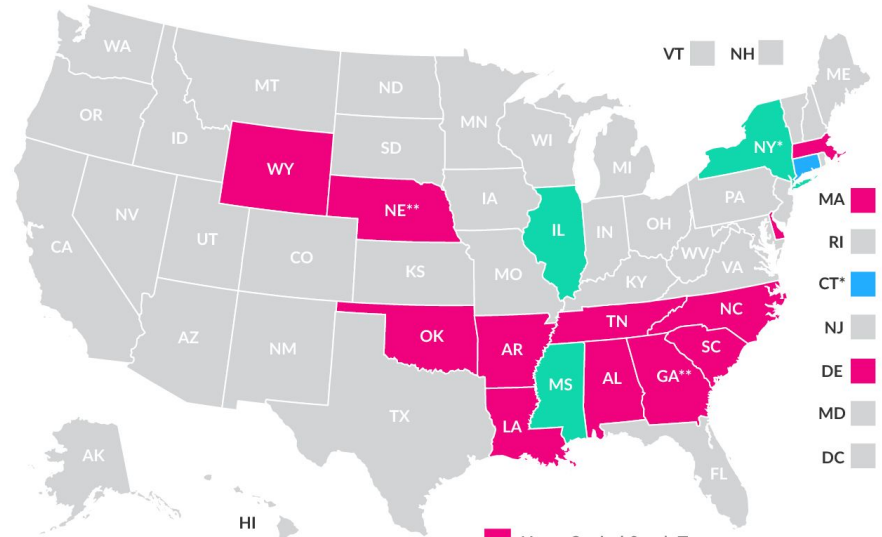 WA
VT
NH
ME
MT
ND
OR
MN
ID
WI
NY*
SD
MI
WY
IA
PA
MA
NE**
NV
OH
IL
IN
RI
UT
WV
CA
CO
VA
KS
MO
KY
CT*
NC
TN
NJ
OK
AZ
AR
NM
SC
DE
AL
GA**
MS
MD
TX
LA
AK
DC
FL
HI